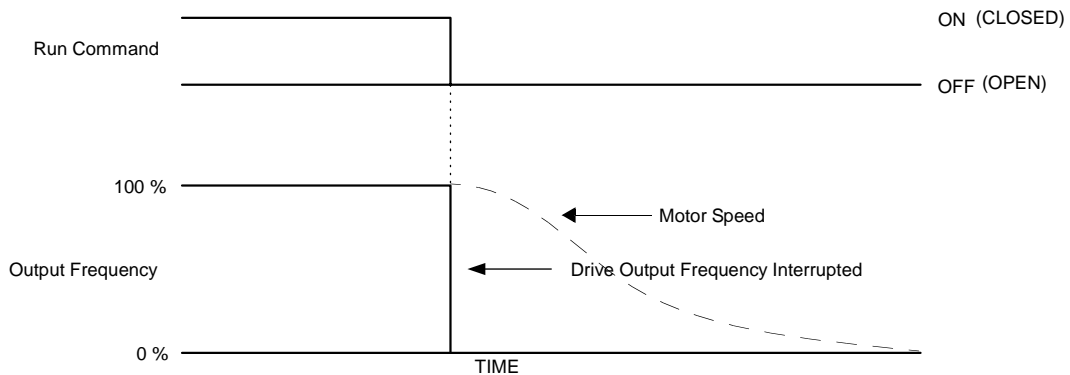 ON (CLOSED)
Run Command
OFF (OPEN)
100 %
Motor Speed
Output Frequency
Drive Output Frequency Interrupted
0 %
TIME